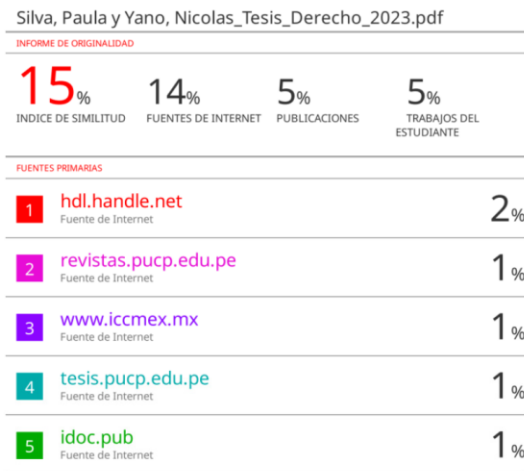 Silva, Paula y Yano, Nicolas_Tesis_Derecho_2023.pdf
INFORME DE ORIGINALIDAD
15% 14% 5% 5%
INDICE DE SIMILITUD FUENTES DE INTERNET PUBLICACIONES TRABAJOS DEL
ESTUDIANTE
FUENTES PRIMARIAS
1 hdl.handle.net 2%
Fuente de Internet
2 revistas.pucp.edu.pe 1%
Fuente de Internet
3 www.iccmex.mx 1%
Fuente de Internet
4 tesis.pucp.edu.pe 1%
Fuente de Internet
5 idoc.pub 1%
Fuente de Internet